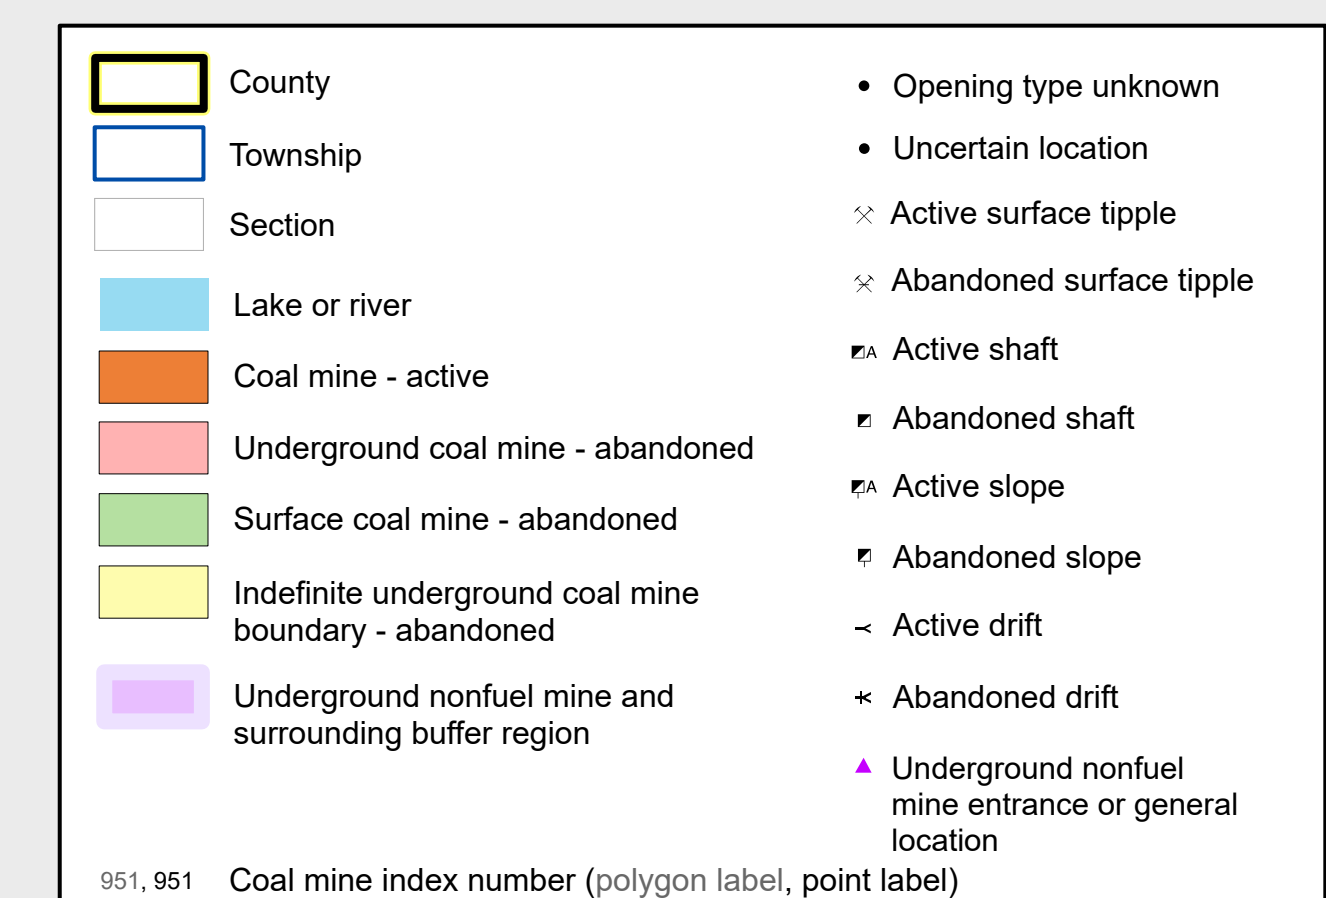 County
Township
Section
Lake or river
Coal mine - active
Underground coal mine - abandoned
Surface coal mine - abandoned
Indefinite underground coal mine
boundary - abandoned
Underground nonfuel mine and
surrounding buffer region
Opening type unknown
Uncertain location
Active surface tipple
Abandoned surface tipple
A Active shaft
Abandoned shaft
A Active slope
Abandoned slope
Active drift
Abandoned drift
Underground nonfuel
mine entrance or general
location
951, 951 Coal mine index number (polygon label, point label)